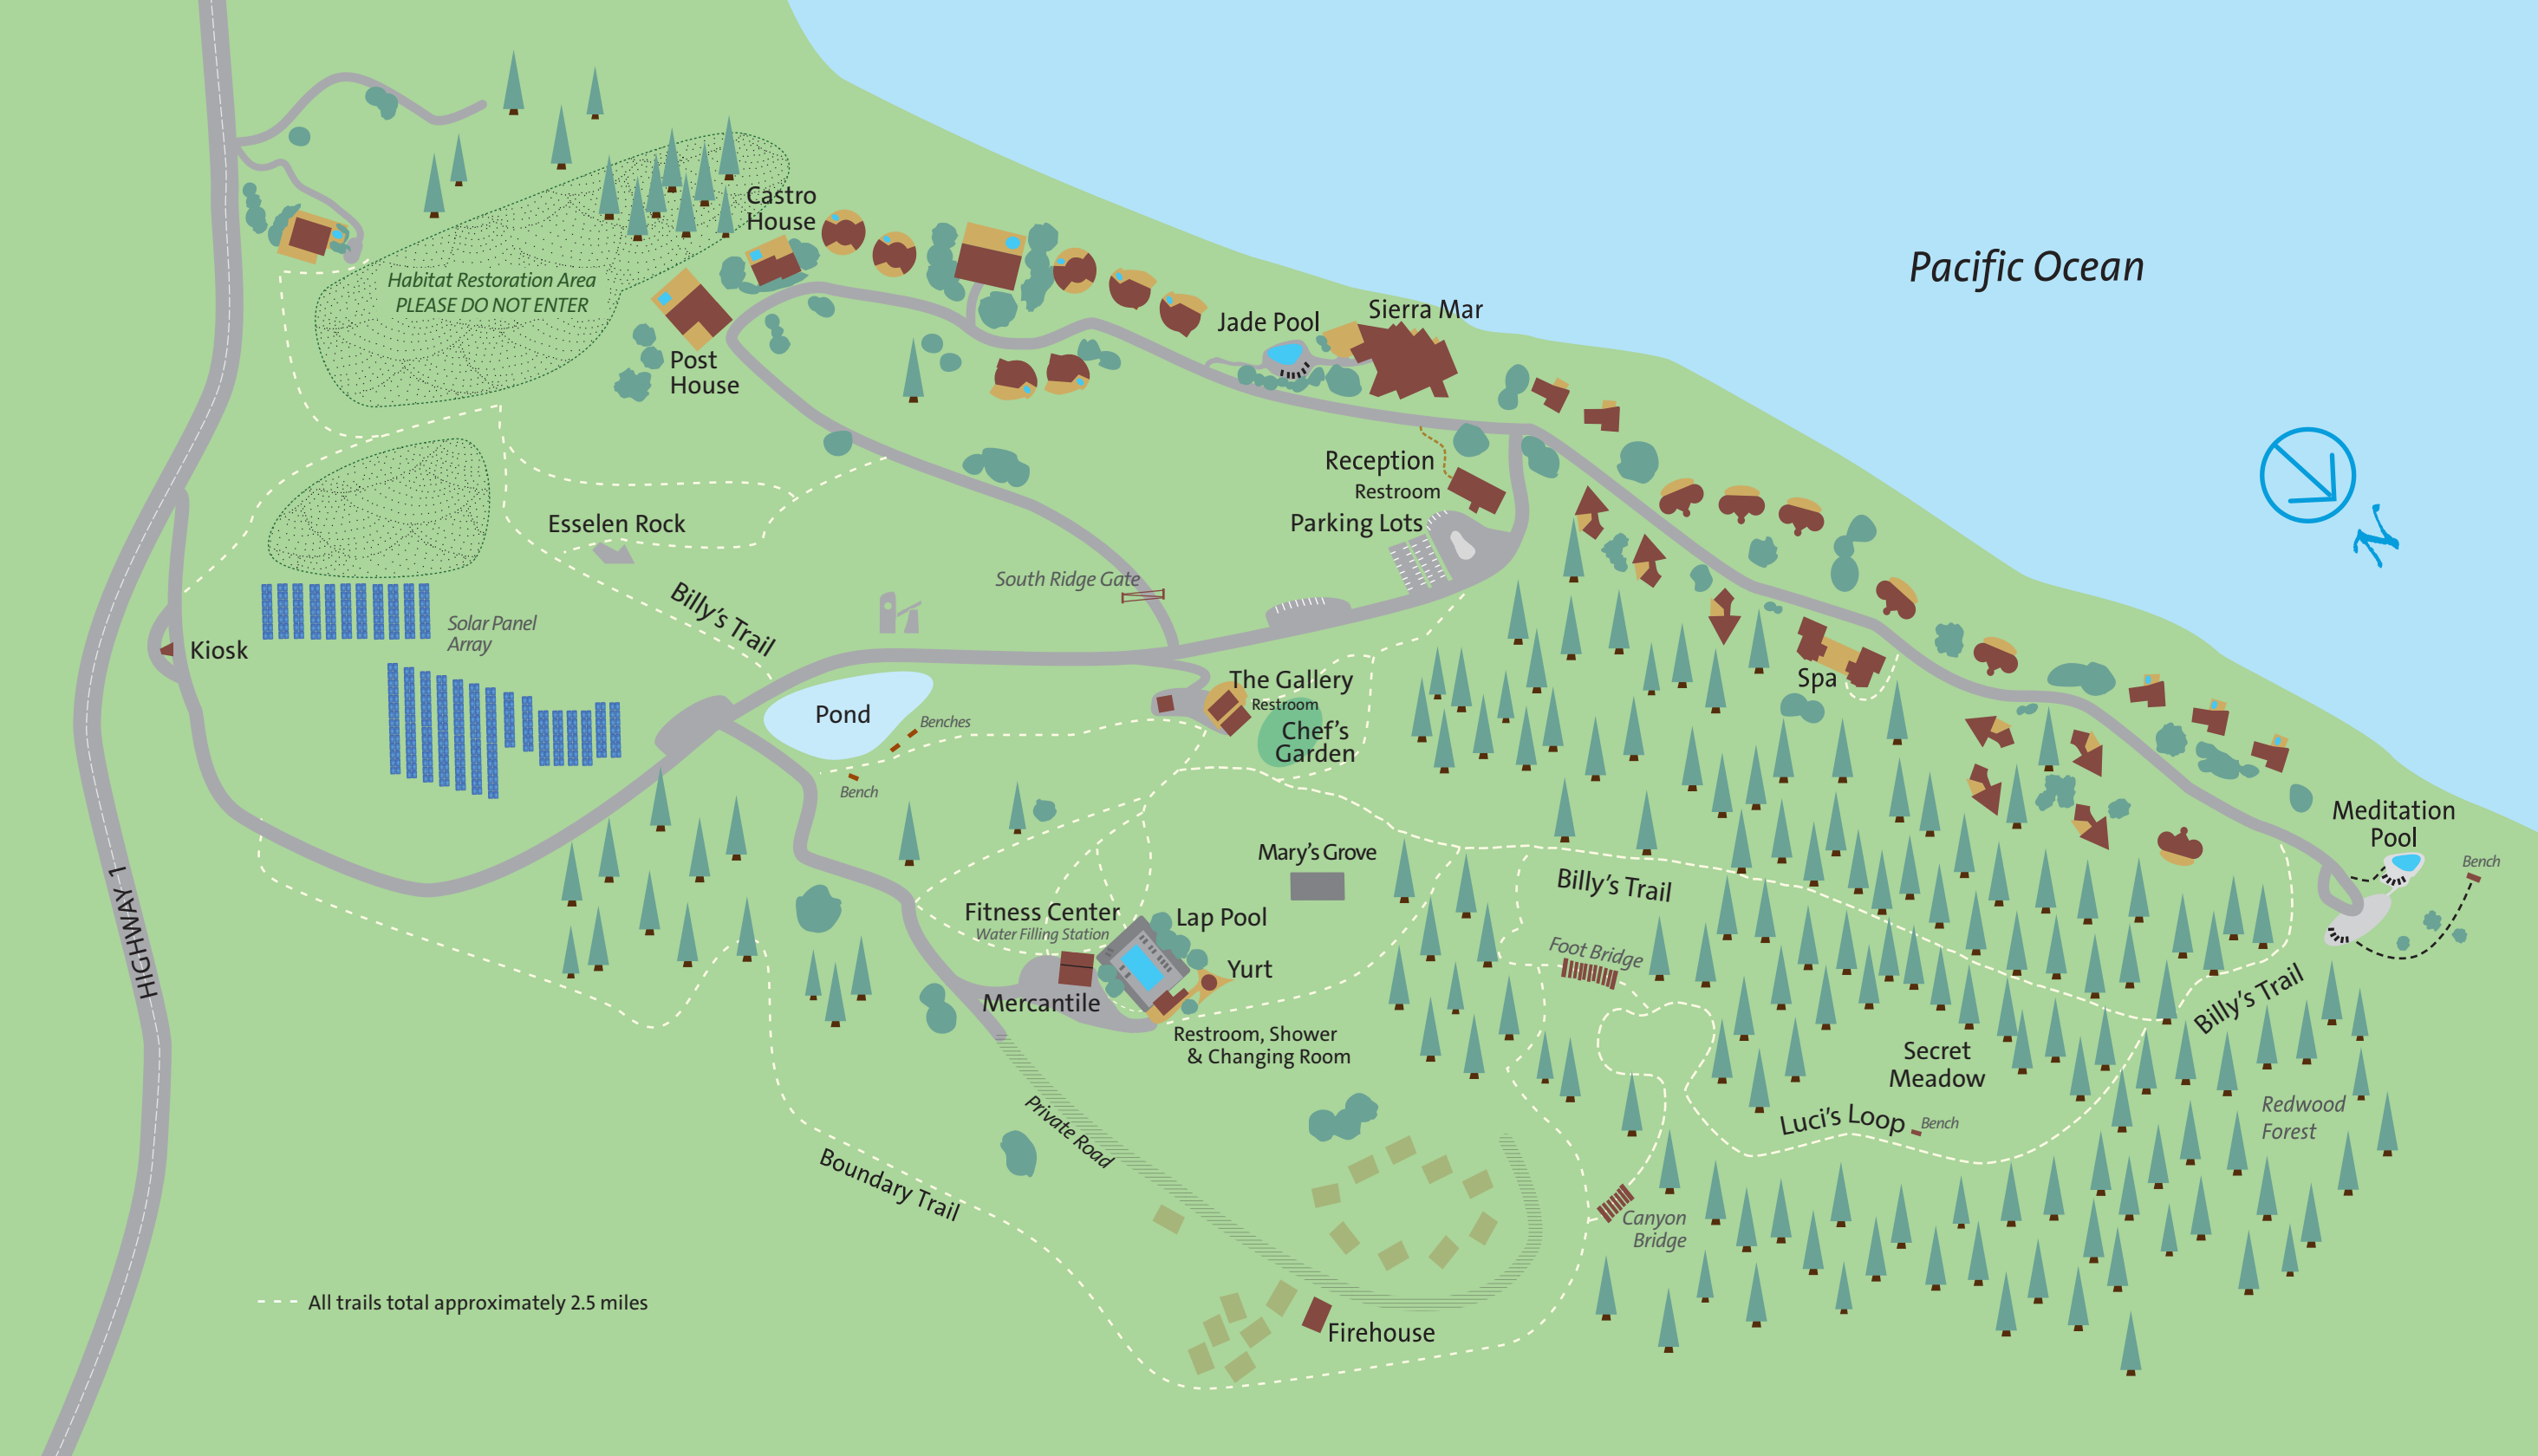 Castro
House
Pacific Ocean
Habitat Restoration Area
PLEASE DO NOT ENTER
Jade Pool
Sierra Mar
Post
House
Reception
Restroom
Parking Lots
Esselen Rock
N
South Ridge Gate
Billy's Trail
Solar Panel
Array
Kiosk
The Gallery
Restroom
Spa
Pond
Benches
Chef's
Garden
Bench
Meditation
Pool
Bench
Mary's Grove
Billy's Trail
HIGHWAY 1
Fitness Center
Water Filling Station
Lap Pool
Foot Bridge
Yurt
Mercantile
Billy's Trail
Restroom, Shower
& Changing Room
Secret
Meadow
Redwood
Forest
Luci's Loop
Bench
Private Road
Boundary Trail
Canyon
Bridge
All trails total approximately 2.5 miles
Firehouse